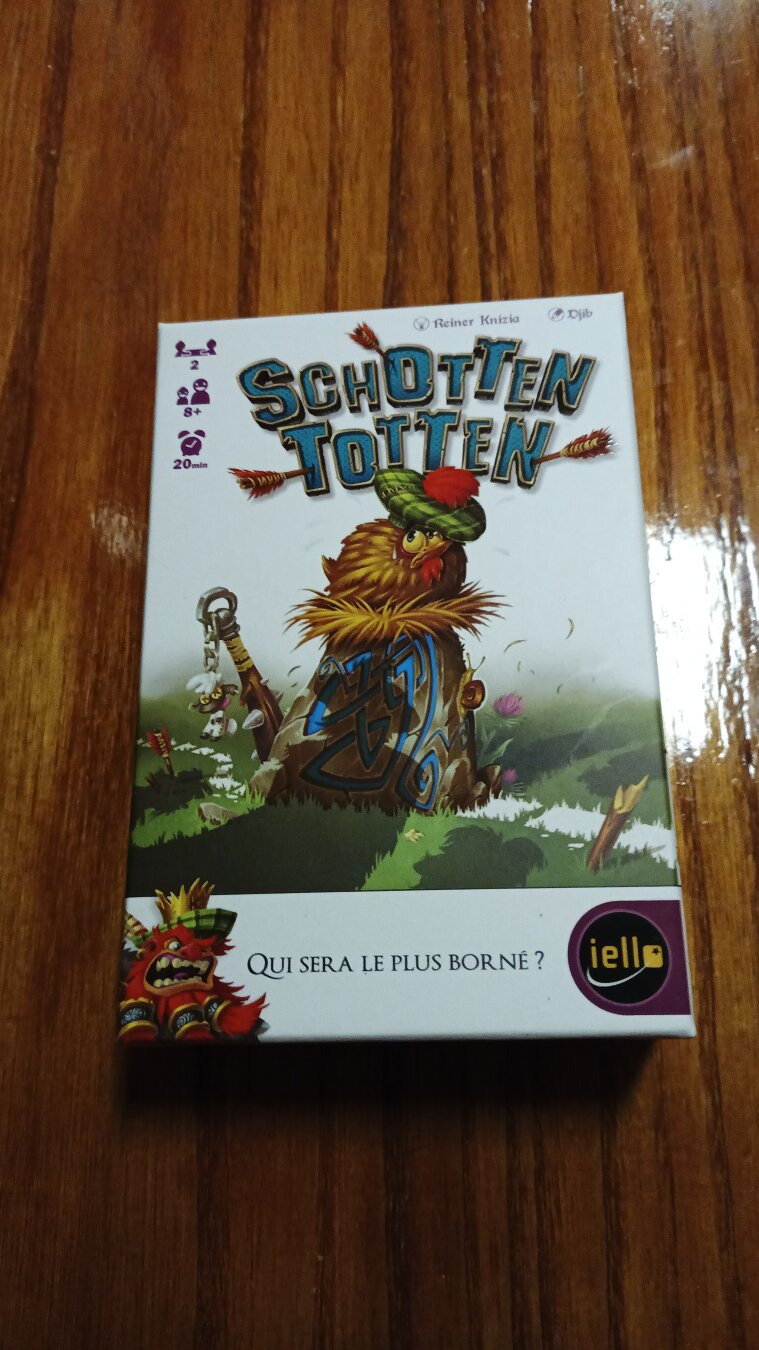 Reiner Knizia
Djib
2
8+
20min
SCHOTTEN
TOTTEN
QUI SERA LE PLUS BORNÉ ?
iello